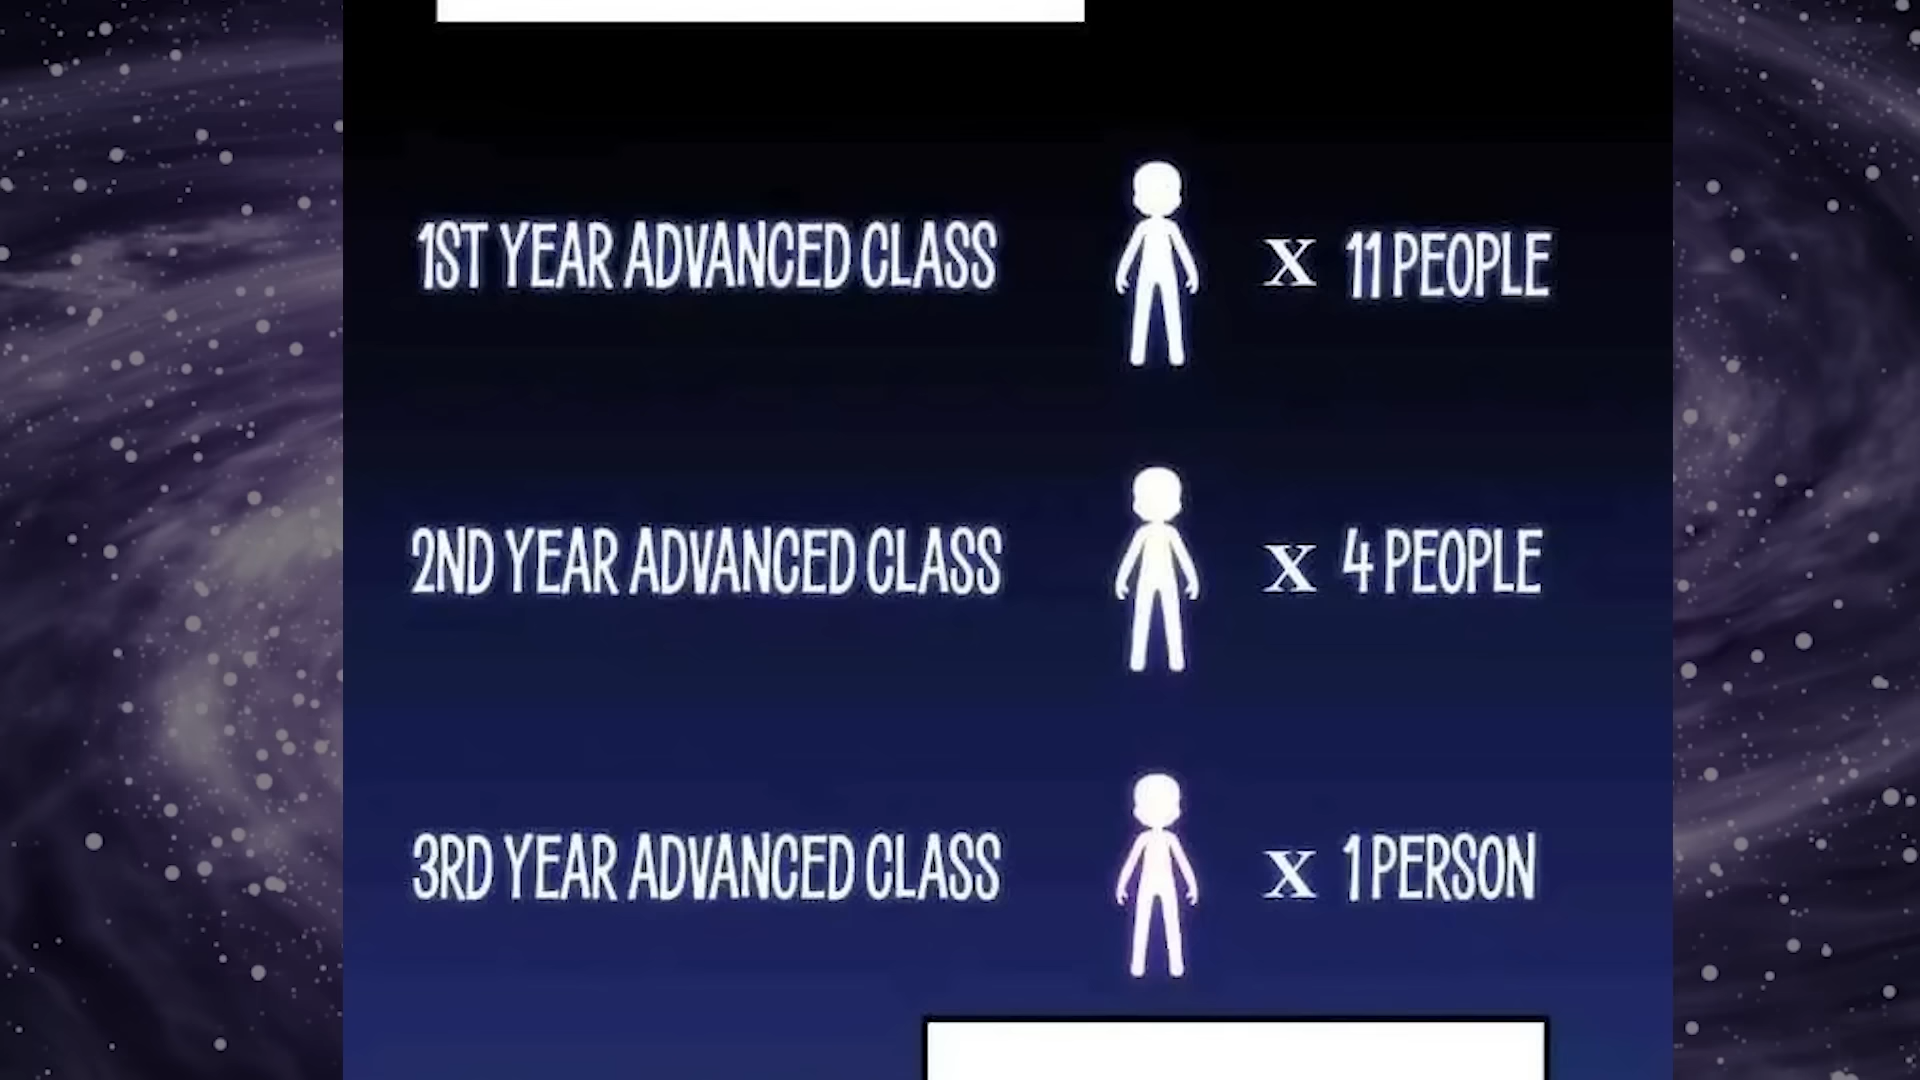 1ST YEAR ADVANCED CLASS X 11 PEOPLE
2ND YEAR ADVANCED CLASS X 4 PEOPLE
3RD YEAR ADVANCED CLASS X 1 PERSON